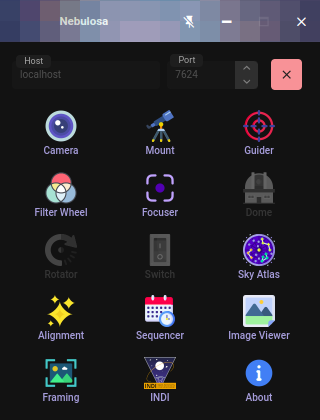 Nebulosa
Host
Port
localhost
7624
Camera
Mount
Guider
Filter Wheel
Focuser
Dome
Rotator
Switch
Sky Atlas
Alignment
Sequencer
Image Viewer
INDI
Framing
INDI
About